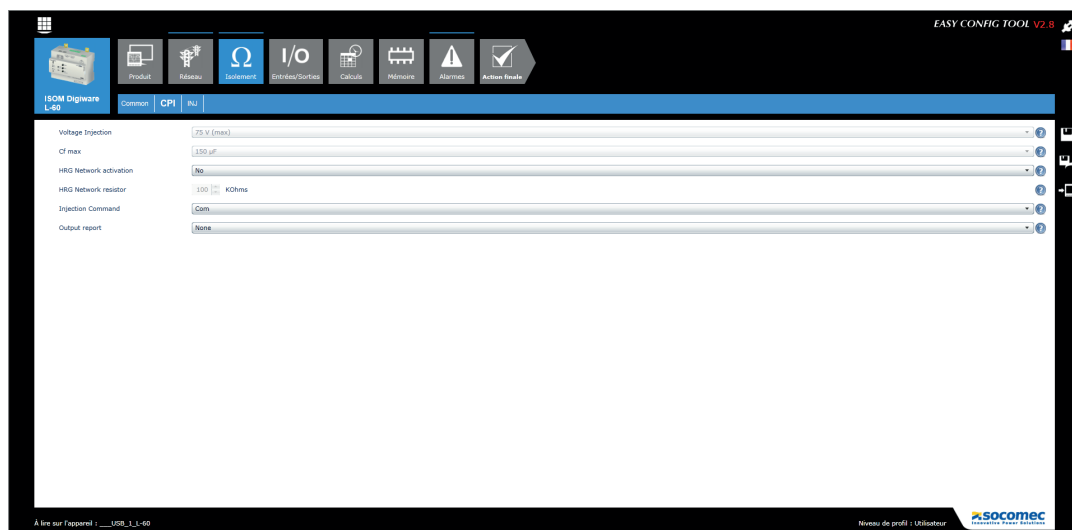 EASY CONFIG TOOL V2.8
Produit
Réseau
Ω
Isolement
I/O
Entrées/Sorties
Calculs
Mémoire
Alarmes
Action finale
ISOM Digiware
L-60
Common CPI INJ
Voltage Injection 75 V (max) ?
Cf max 150 µF ?
HRG Network activation No ?
HRG Network resistor 100 KOhms ?
Injection Command Com ?
Output report None ?
À lire sur l'appareil : ___USB_1_L-60
Niveau de profil : Utilisateur
socomec
Innovative Power Solutions